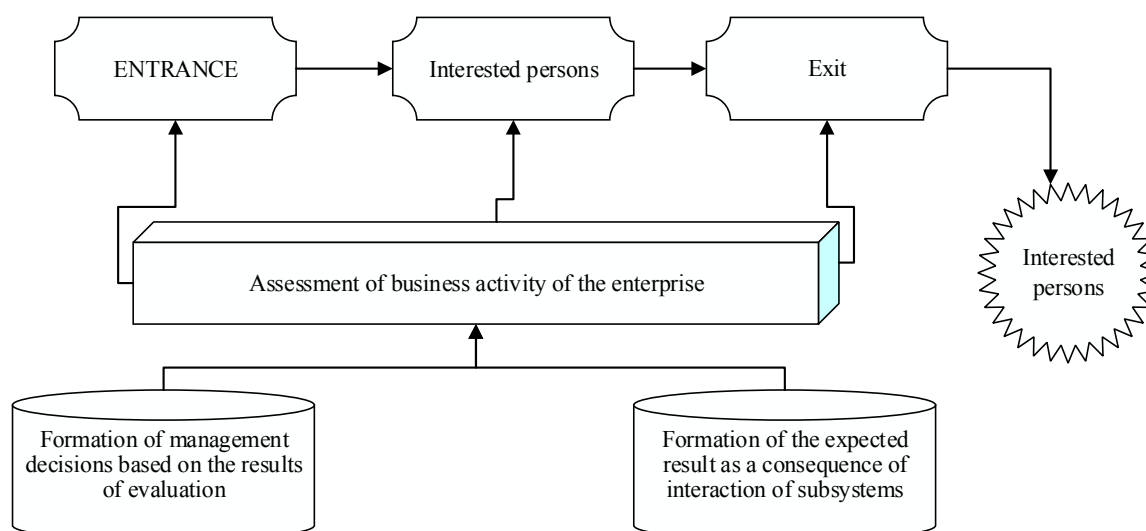 ENTRANCE
Interested persons
Exit
Interested
persons
Assessment of business activity of the enterprise
Formation of management
decisions based on the results
of evaluation
Formation of the expected
result as a consequence of
interaction of subsystems